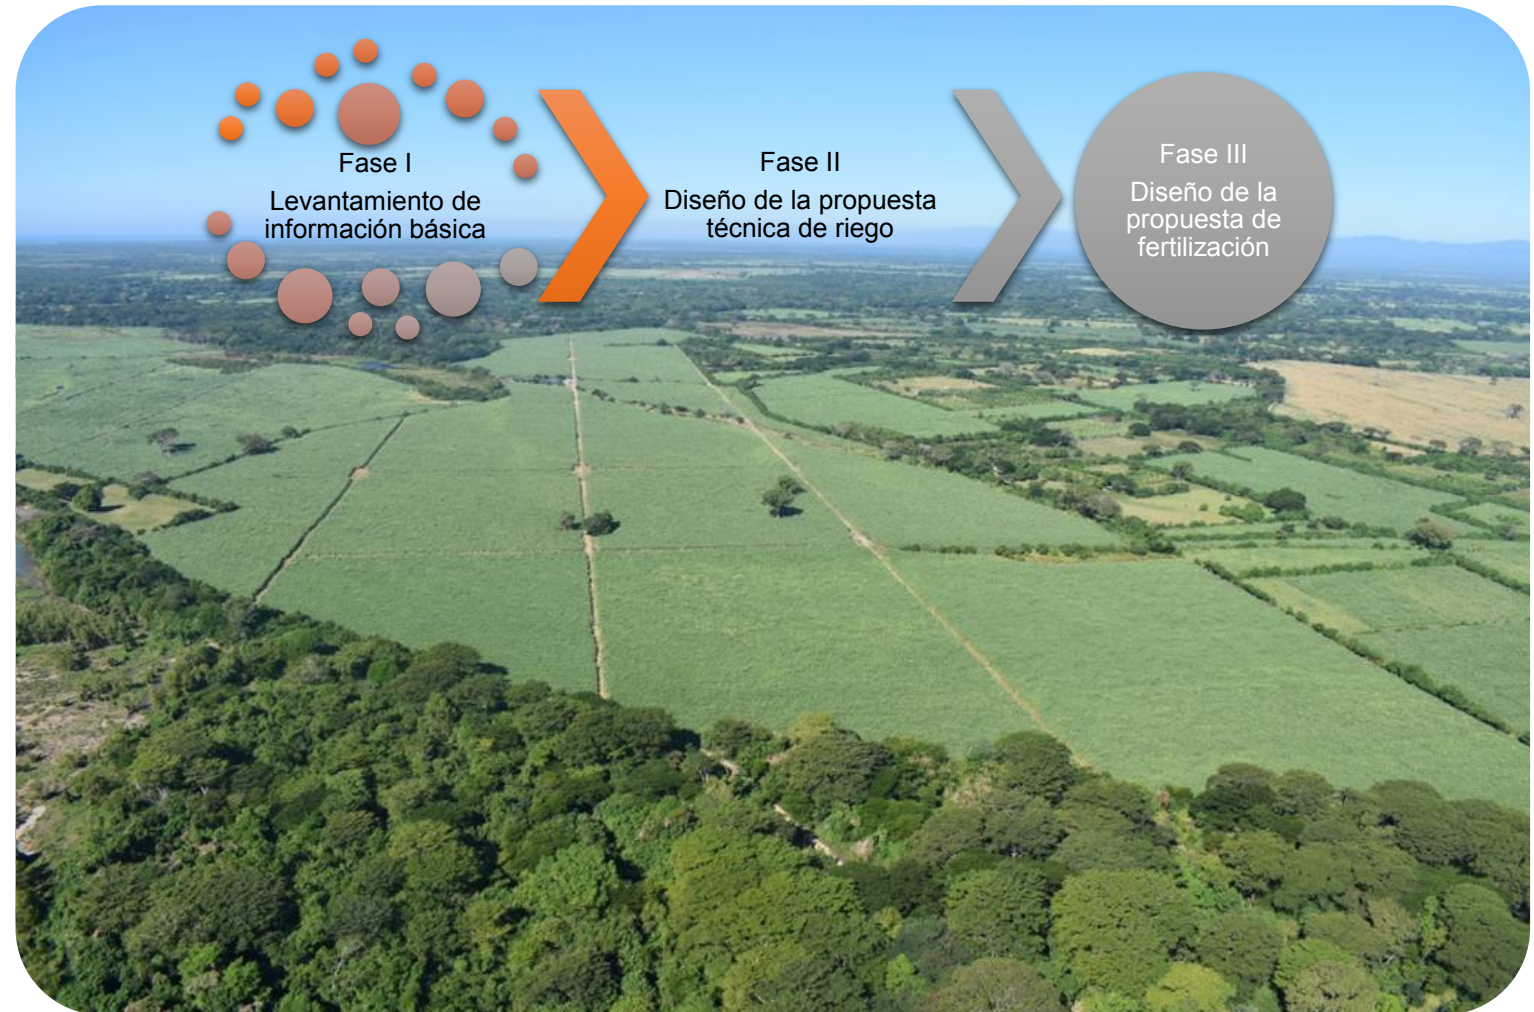 Fase I
Levantamiento de
información básica
Fase II
Diseño de la propuesta
técnica de riego
Fase III
Diseño de la
propuesta de
fertilización